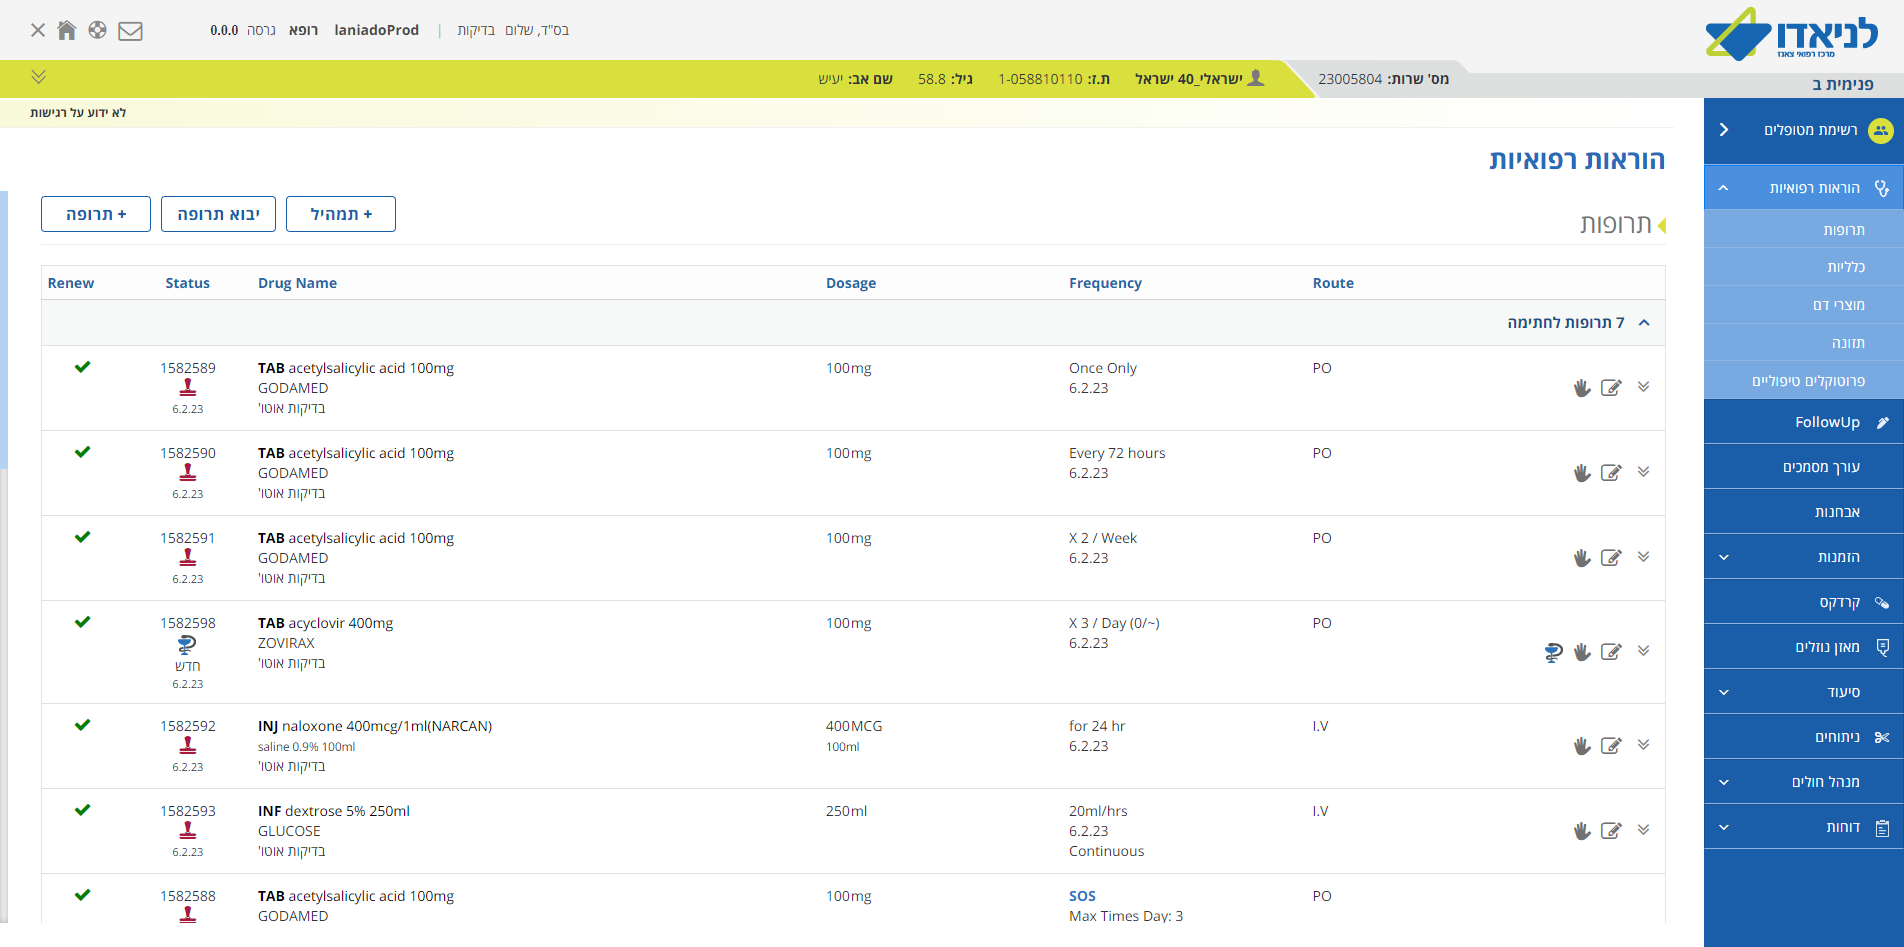 לניאדו
מרכז רפואי צאנז
בס"ד, שלום בדיקות | laniadoProd רופא גרסה 0.0.0
פנימית ב
מס' שרות: 23005804 ישראלי_40 ישראל ת.ז: 1-058810110 גיל: 58.8 שם אב: יעיש
לא ידוע על רגישות
רשימת מטופלים
הוראות רפואיות
תרופות
כלליות
מוצרי דם
תזונה
פרוטוקלים טיפוליים
FollowUp
עורך מסמכים
אבחנות
הזמנות
קרדקס
מאזן נוזלים
סיעוד
ניתוחים
מנהל חולים
דוחות
הוראות רפואיות
תרופות
+ תמהיל יבוא תרופה + תרופה
Renew Status Drug Name Dosage Frequency Route
7 תרופות לחתימה
1582589 TAB acetylsalicylic acid 100mg 100mg Once Only PO
GODAMED 6.2.23
6.2.23 בדיקות אוטו'
1582590 TAB acetylsalicylic acid 100mg 100mg Every 72 hours PO
GODAMED 6.2.23
6.2.23 בדיקות אוטו'
1582591 TAB acetylsalicylic acid 100mg 100mg X 2 / Week PO
GODAMED 6.2.23
6.2.23 בדיקות אוטו'
1582598 TAB acyclovir 400mg 100mg X 3 / Day (0/~) PO
ZOVIRAX 6.2.23
חדש בדיקות אוטו'
6.2.23
1582592 INJ naloxone 400mcg/1ml(NARCAN) 400MCG for 24 hr I.V
saline 0.9% 100ml 100ml 6.2.23
6.2.23 בדיקות אוטו'
1582593 INF dextrose 5% 250ml 250ml 20ml/hrs I.V
GLUCOSE 6.2.23
6.2.23 בדיקות אוטו' Continuous
1582588 TAB acetylsalicylic acid 100mg 100mg SOS PO
GODAMED Max Times Day: 3